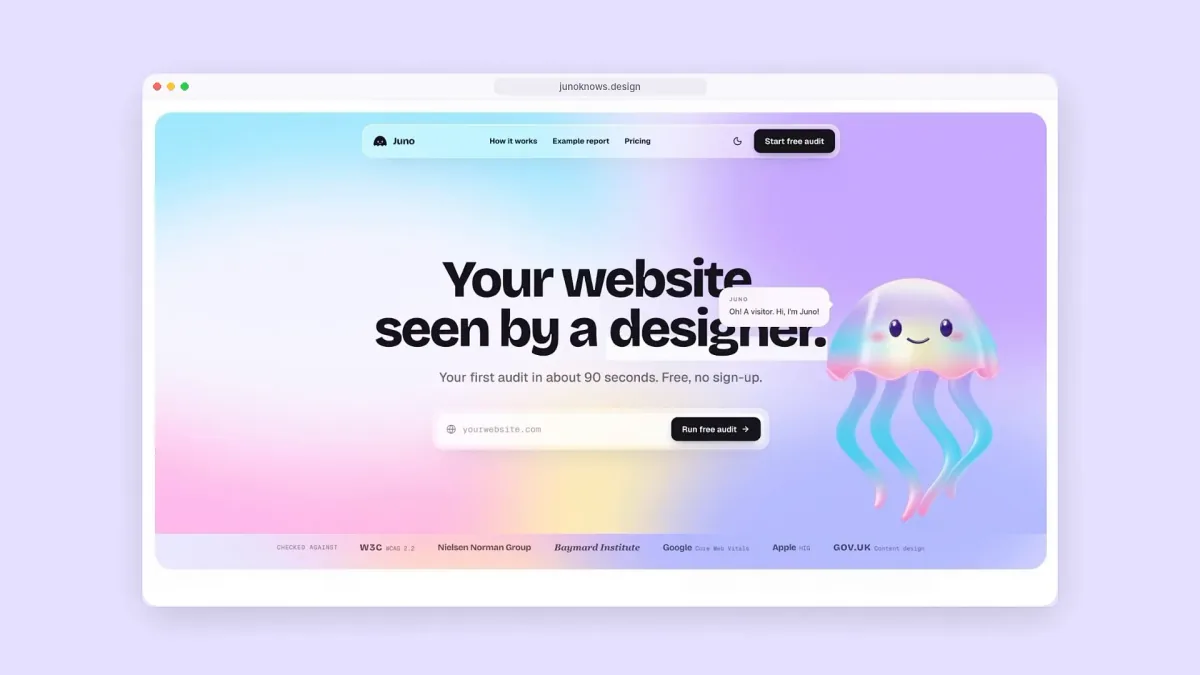 junoknows.design
Juno
How it works
Example report
Pricing
Start free audit
Your website
seen by a designer.
JUNO
Oh! A visitor. Hi, I'm Juno!
Your first audit in about 90 seconds. Free, no sign-up.
yourwebsite.com
Run free audit →
CHECKED AGAINST
W3C WCAG 2.2
Nielsen Norman Group
Baymard Institute
Google Core Web Vitals
Apple HIG
GOV.UK Content design